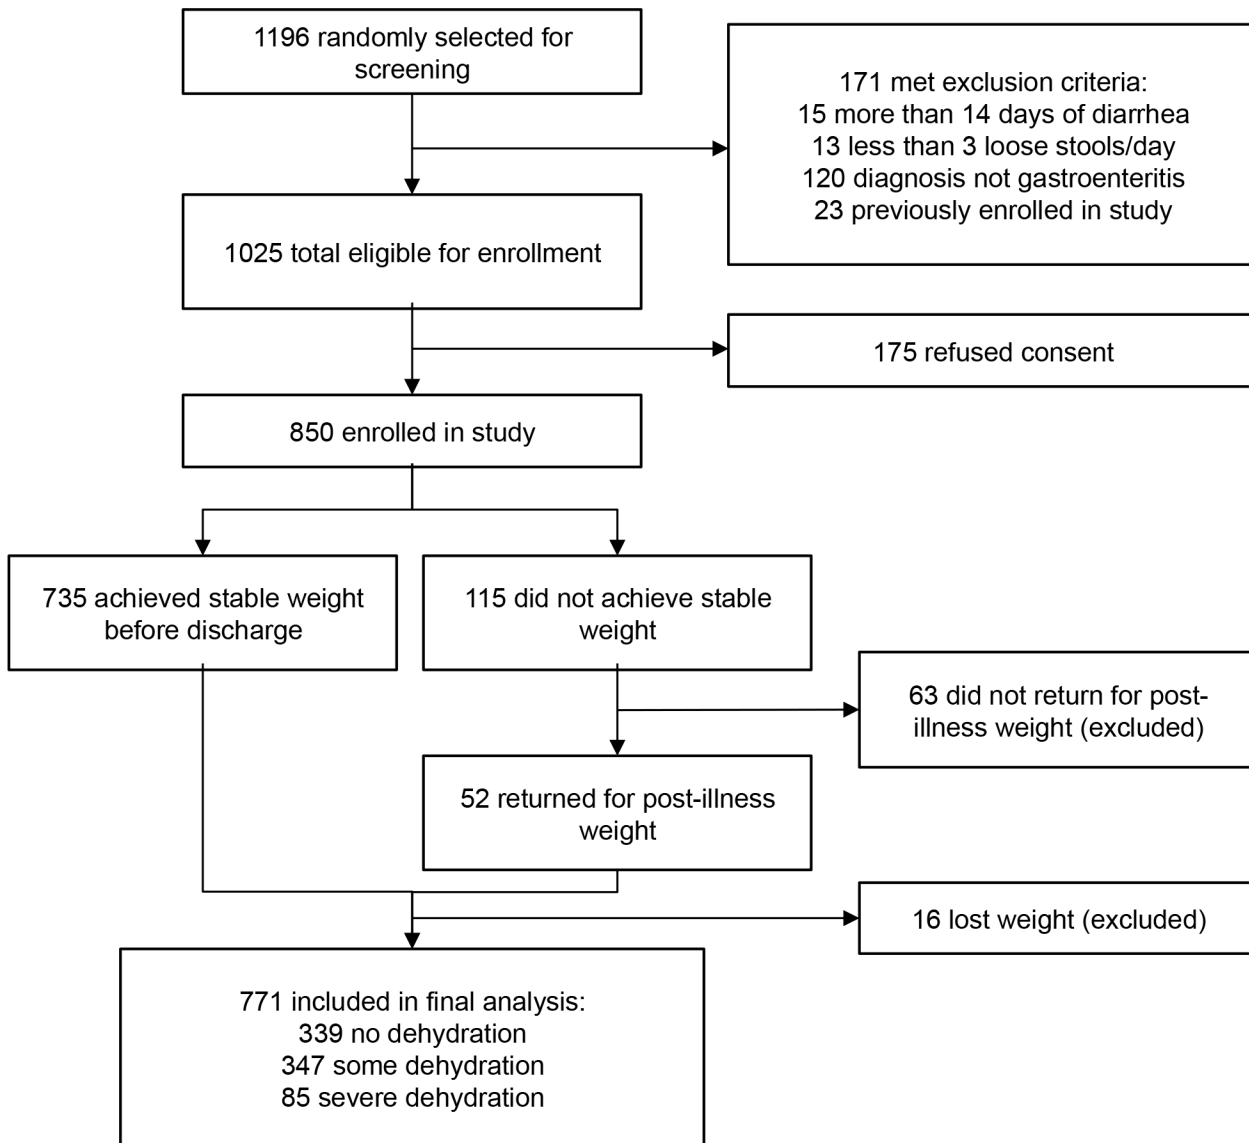 1196 randomly selected for
screening
171 met exclusion criteria:
15 more than 14 days of diarrhea
13 less than 3 loose stools/day
120 diagnosis not gastroenteritis
23 previously enrolled in study
1025 total eligible for enrollment
175 refused consent
850 enrolled in study
735 achieved stable weight
before discharge
115 did not achieve stable
weight
63 did not return for post-
illness weight (excluded)
52 returned for post-illness
weight
16 lost weight (excluded)
771 included in final analysis:
339 no dehydration
347 some dehydration
85 severe dehydration